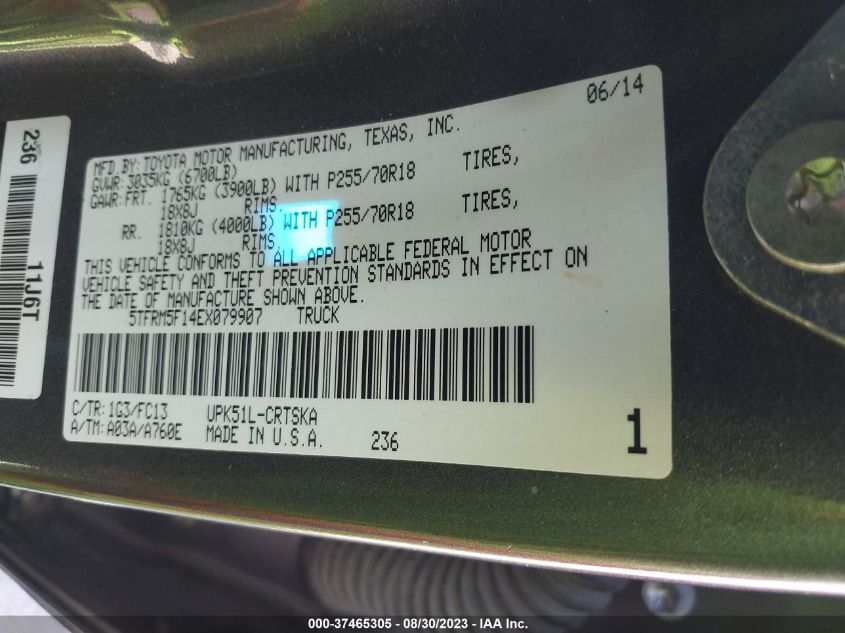 06/14
MFD.BY:TOYOTA MOTOR MANUFACTURING, TEXAS, INC.
GVWR:3035KG (6700LB)
GAWR:FRT. 1765KG (3900LB) WITH P255/70R18 TIRES,
18X8J RIMS.
RR. 1810KG (4000LB) WITH P255/70R18 TIRES,
18X8J RIMS
THIS VEHICLE CONFORMS TO ALL APPLICABLE FEDERAL MOTOR
VEHICLE SAFETY AND THEFT PREVENTION STANDARDS IN EFFECT ON
THE DATE OF MANUFACTURE SHOWN ABOVE.
5TFRM5F14EX079907 TRUCK
C/TR:1G3/FC13 UPK51L-CRTSKA
A/TM:A03A/A760E MADE IN U.S.A. 236
1
236
11J6T
000-37465305 - 08/30/2023 - IAA Inc.